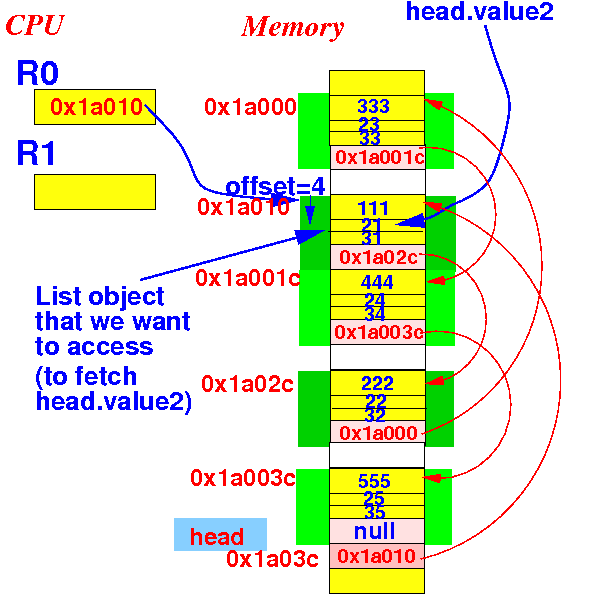 CPU
Memory
head.value2
R0
0x1a010
R1
0x1a000
333
23
33
0x1a001c
offset=4
0x1a010
111
21
31
0x1a02c
0x1a001c
444
24
34
0x1a003c
List object
that we want
to access
(to fetch
head.value2)
0x1a02c
222
22
32
0x1a000
0x1a003c
555
25
35
null
head
0x1a03c
0x1a010